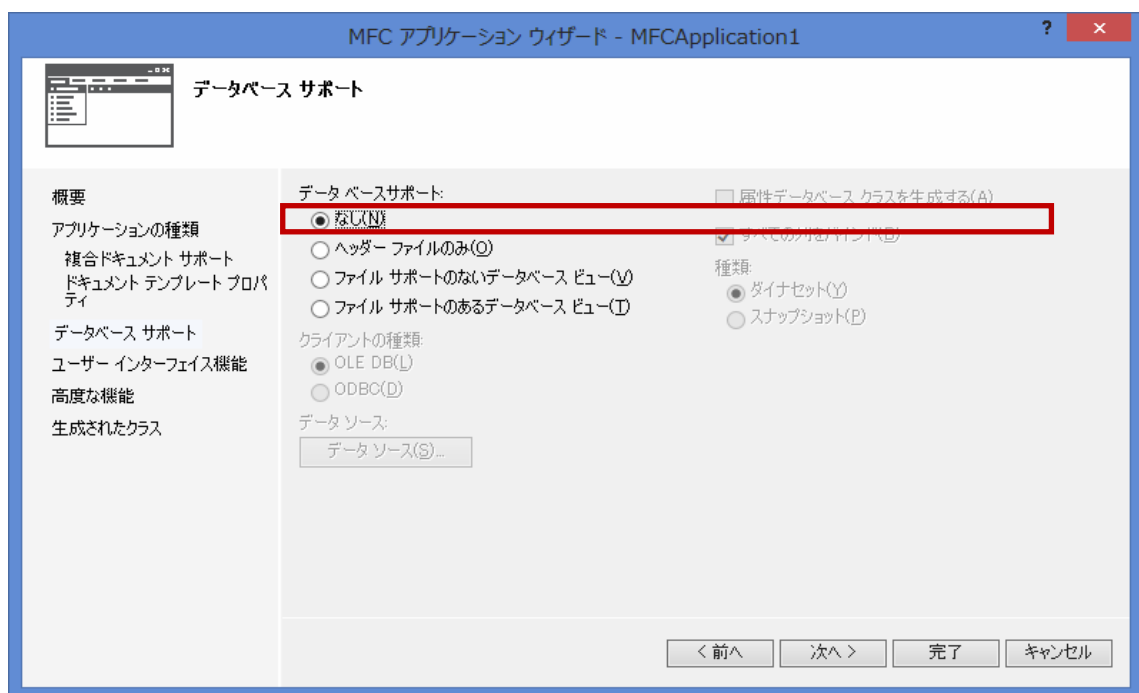 MFC アプリケーション ウィザード - MFCApplication1
?
×
データベース サポート
概要
アプリケーションの種類
複合ドキュメント サポート
ドキュメント テンプレート プロパ
ティ
データベース サポート
ユーザー インターフェイス機能
高度な機能
生成されたクラス
データ ベースサポート:
なし(N)
ヘッダー ファイルのみ(O)
ファイル サポートのないデータベース ビュー(V)
ファイル サポートのあるデータベース ビュー(T)
クライアントの種類:
OLE DB(L)
ODBC(D)
データ ソース:
データ ソース(S)...
属性データベース クラスを生成する(A)
すべての列をバインド(B)
種類:
ダイナセット(Y)
スナップショット(P)
< 前へ
次へ >
完了
キャンセル